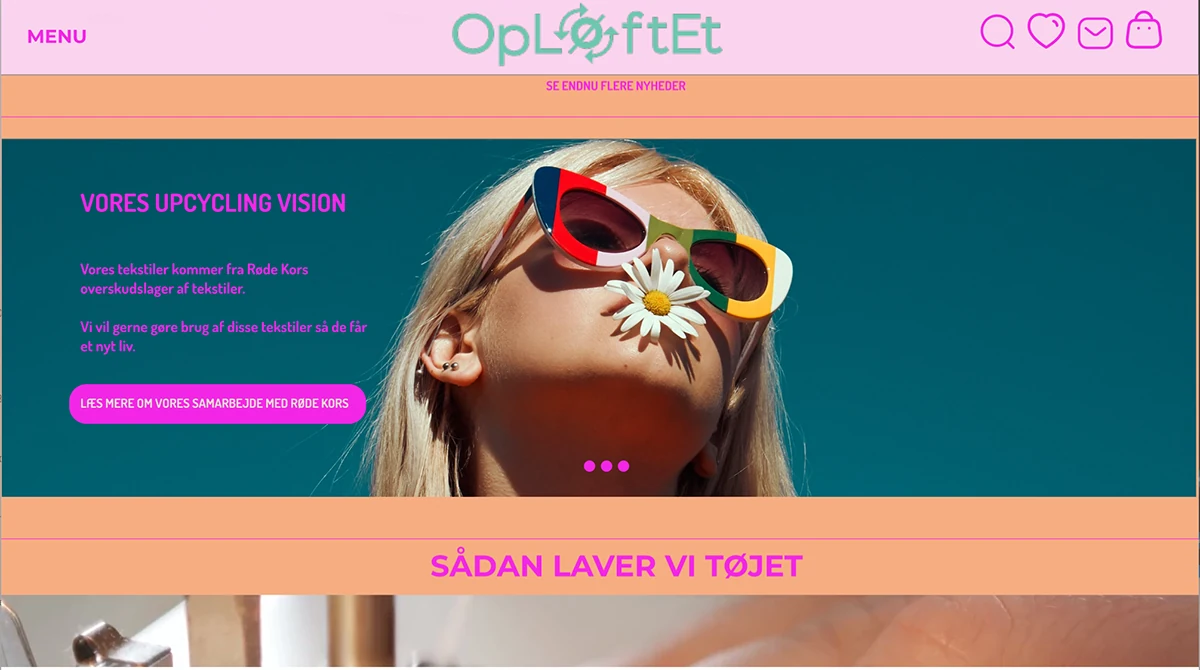 MENU
OpLøftEt
SE ENDNU FLERE NYHEDER
VORES UPCYCLING VISION
Vores tekstiler kommer fra Røde Kors
overskudslager af tekstiler.
Vi vil gerne gøre brug af disse tekstiler så de får
et nyt liv.
LÆS MERE OM VORES SAMARBEJDE MED RØDE KORS
SÅDAN LAVER VI TØJET